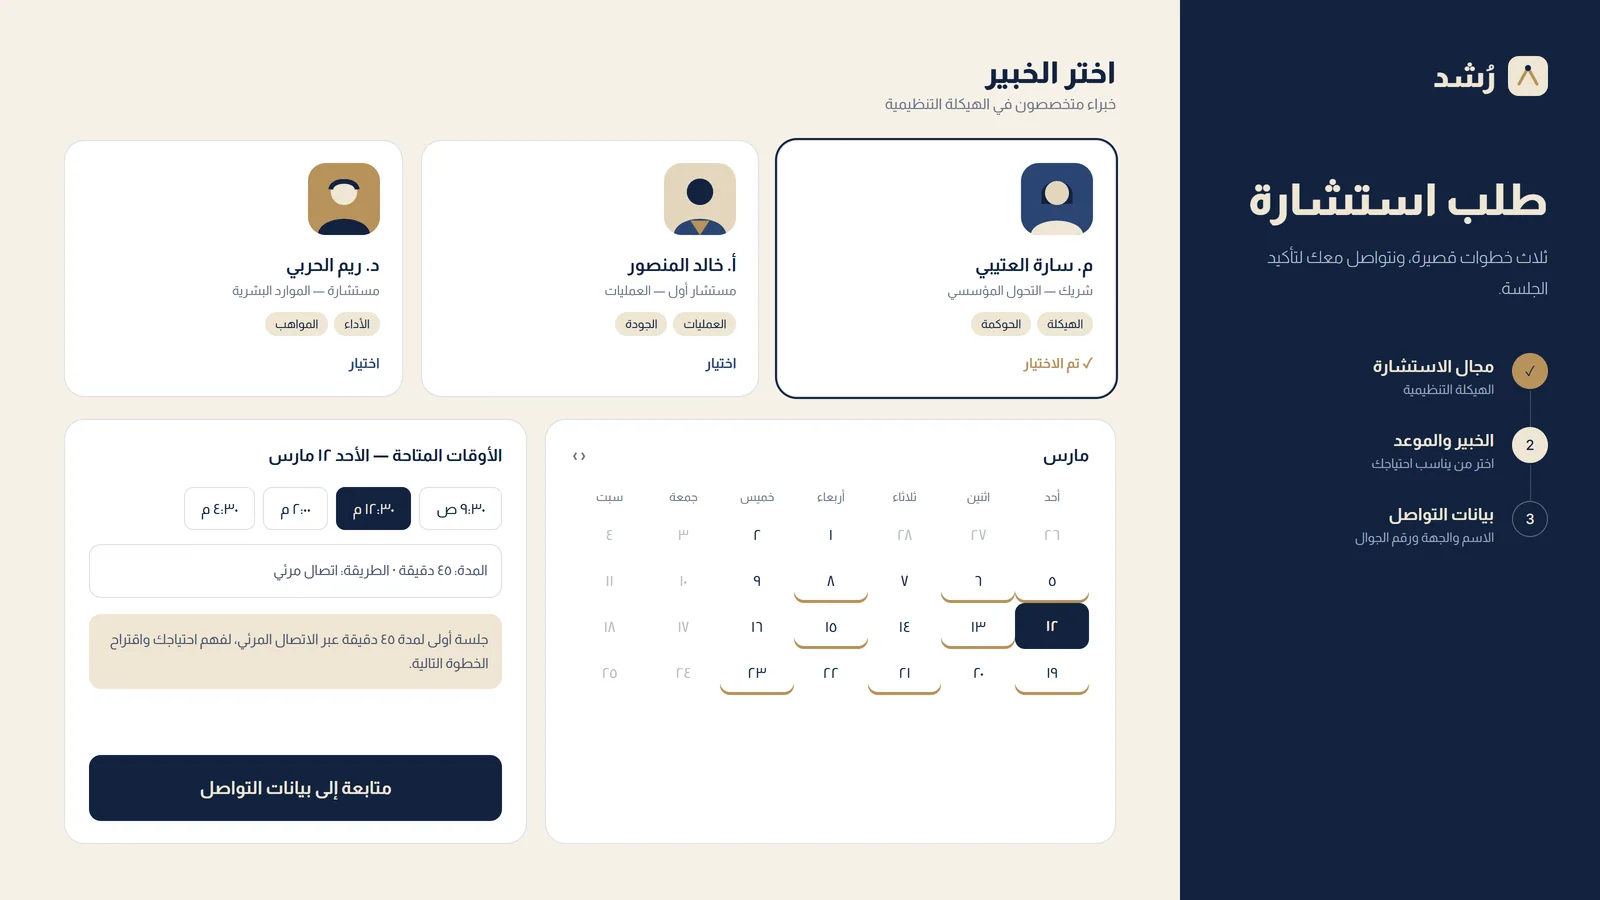 رُشد
طلب استشارة
ثلاث خطوات قصيرة، ونتواصل معك لتأكيد
الجلسة.
✓
مجال الاستشارة
الهيكلة التنظيمية
2
الخبير والموعد
اختر من يناسب احتياجك
3
بيانات التواصل
الاسم والجهة ورقم الجوال
اختر الخبير
خبراء متخصصون في الهيكلة التنظيمية
م. سارة العتيبي
شريك — التحول المؤسسي
الهيكلة الحوكمة
✓ تم الاختيار
أ. خالد المنصور
مستشار أول — العمليات
العمليات الجودة
اختيار
د. ريم الحربي
مستشارة — الموارد البشرية
الأداء المواهب
اختيار
مارس
‹ ›
أحد اثنين ثلاثاء أربعاء خميس جمعة سبت
٢٦ ٢٧ ٢٨ ١ ٢ ٣ ٤
٥ ٦ ٧ ٨ ٩ ١٠ ١١
١٢ ١٣ ١٤ ١٥ ١٦ ١٧ ١٨
١٩ ٢٠ ٢١ ٢٢ ٢٣ ٢٤ ٢٥
الأوقات المتاحة — الأحد ١٢ مارس
٩:٣٠ ص ١٢:٣٠ م ٢:٠٠ م ٤:٣٠ م
المدة: ٤٥ دقيقة · الطريقة: اتصال مرئي
جلسة أولى لمدة ٤٥ دقيقة عبر الاتصال المرئي، لفهم احتياجك واقتراح
الخطوة التالية.
متابعة إلى بيانات التواصل